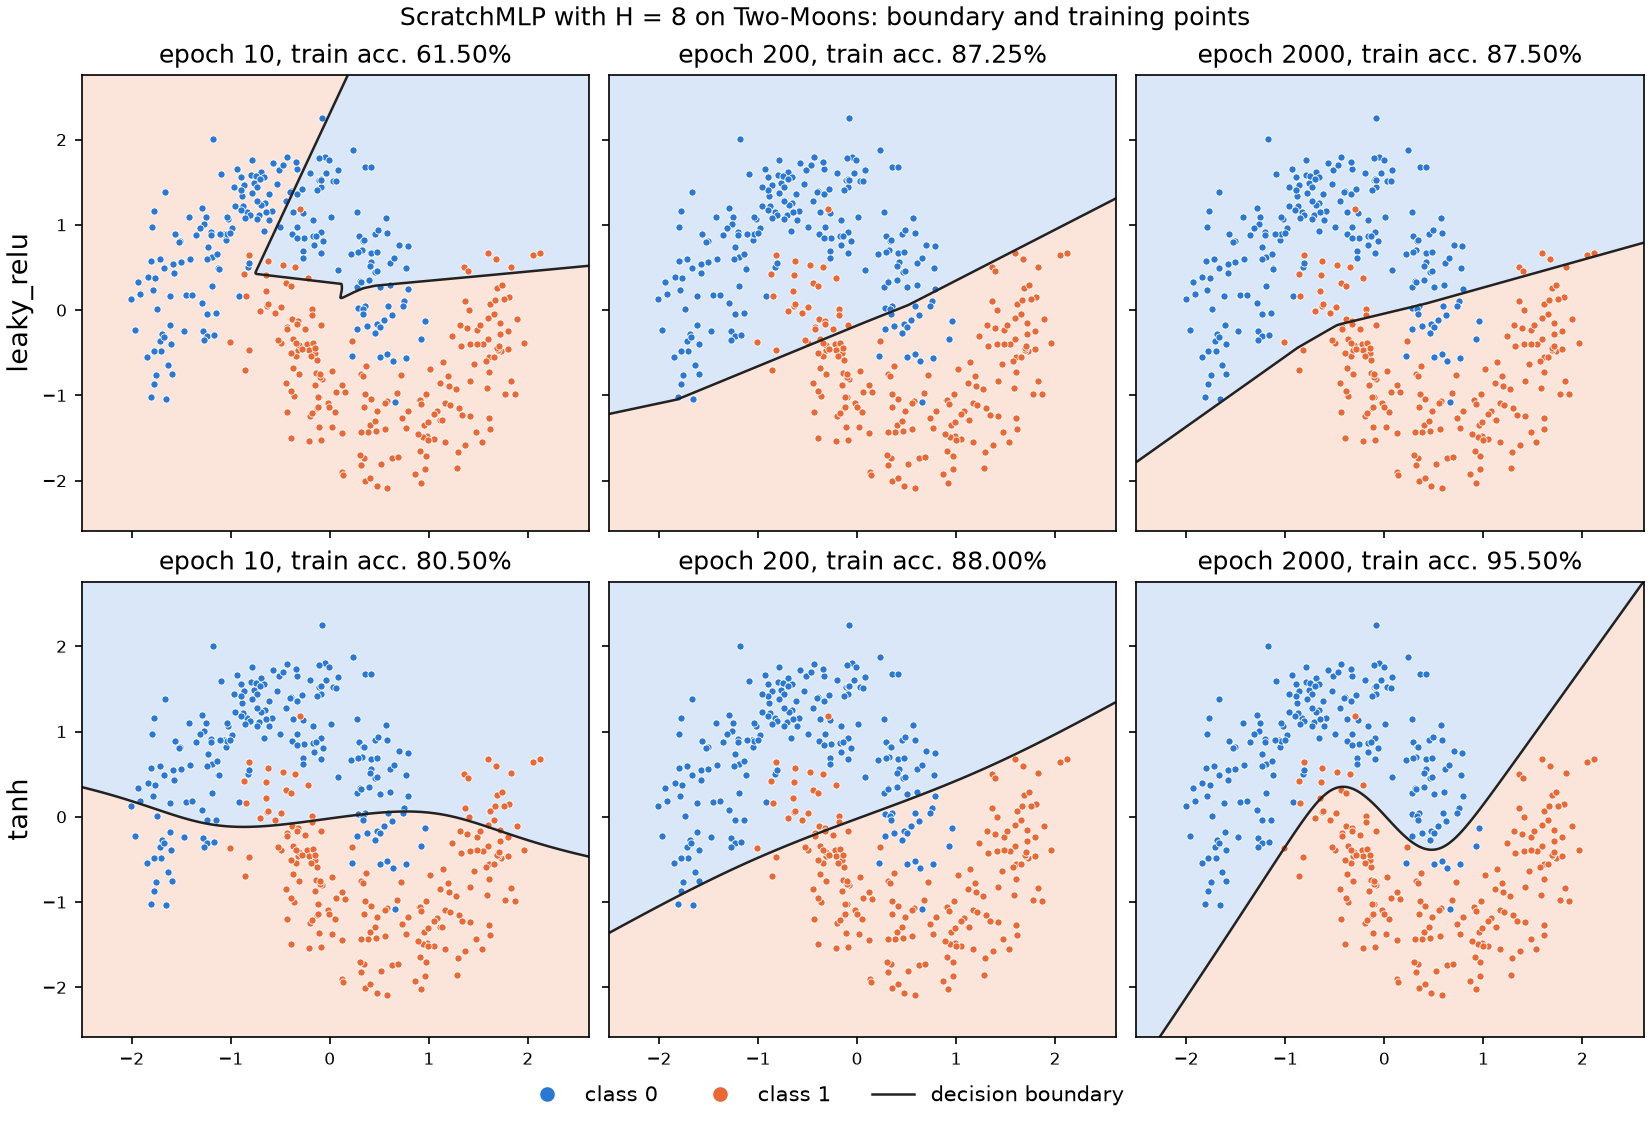 ScratchMLP with H = 8 on Two-Moons: boundary and training points
epoch 10, train acc. 61.50%
epoch 200, train acc. 87.25%
epoch 2000, train acc. 87.50%
leaky_relu
2
1
0
−1
−2
epoch 10, train acc. 80.50%
epoch 200, train acc. 88.00%
epoch 2000, train acc. 95.50%
tanh
2
1
0
−1
−2
−2 −1 0 1 2
−2 −1 0 1 2
−2 −1 0 1 2
class 0 class 1 decision boundary